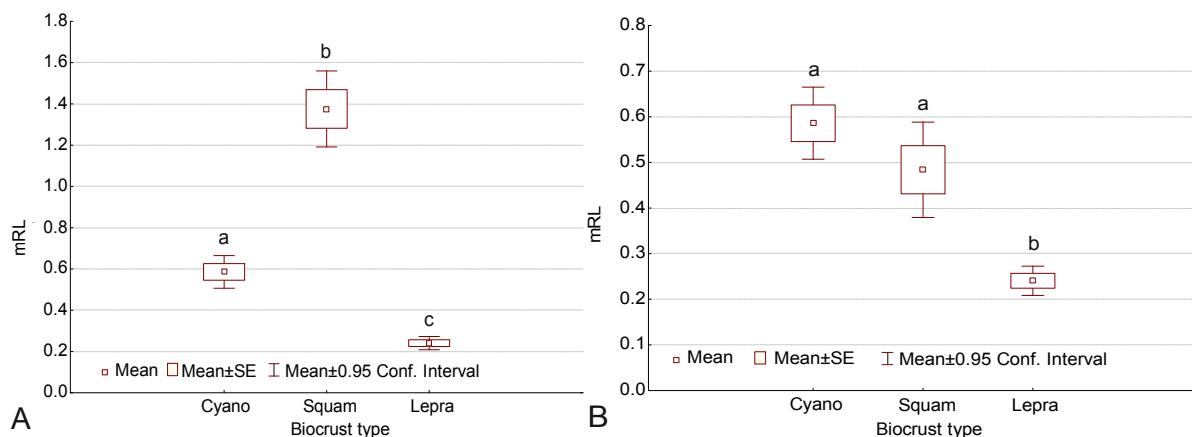 1.8
1.6
1.4
1.2
1.0
0.8
0.6
0.4
0.2
0.0
mRL
a
b
c
Mean Mean±SE Mean±0.95 Conf. Interval
Cyano Squam Lepra
Biocrust type
A
0.8
0.7
0.6
0.5
0.4
0.3
0.2
0.1
0.0
mRL
a
a
b
Mean Mean±SE Mean±0.95 Conf. Interval
Cyano Squam Lepra
Biocrust type
B